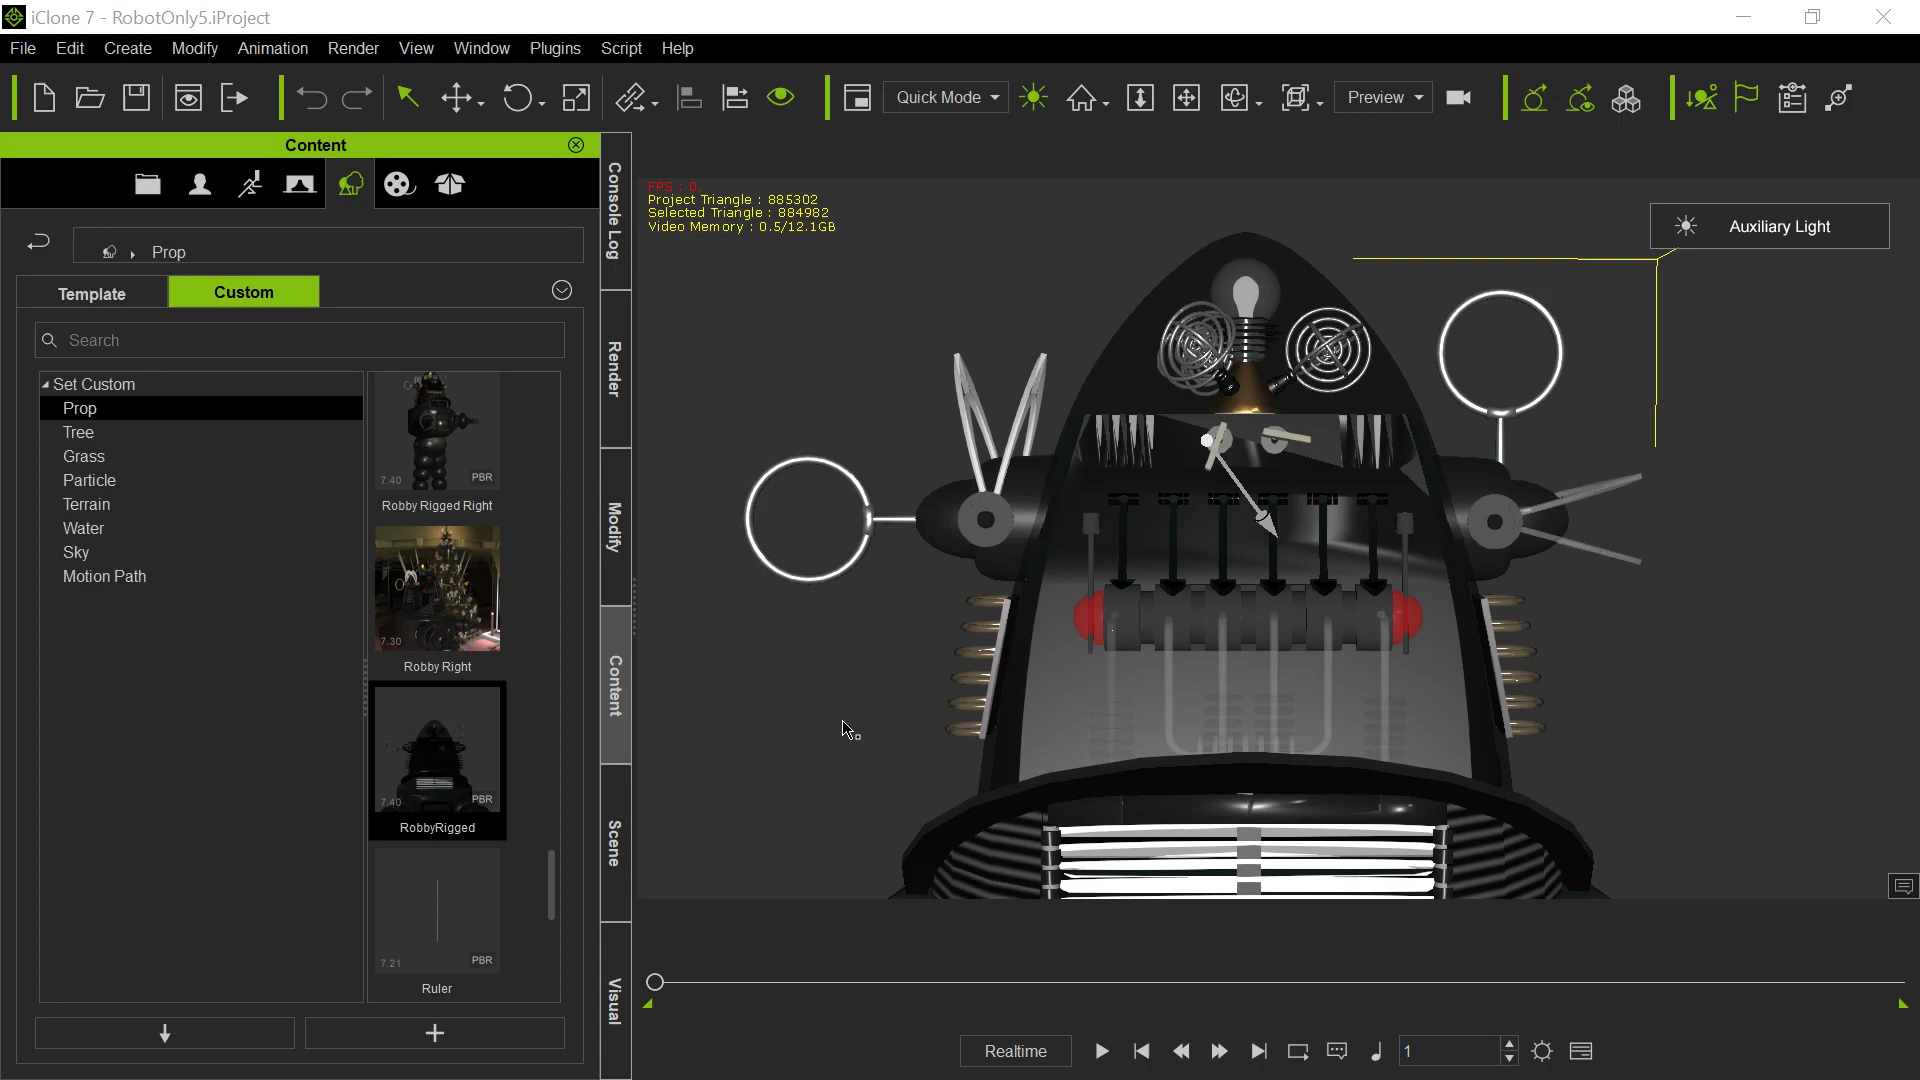 iClone 7 - RobotOnly5.iProject
File Edit Create Modify Animation Render View Window Plugins Script Help
Quick Mode
Preview
Content
Prop
Template
Custom
Search
Set Custom
Prop
Tree
Grass
Particle
Terrain
Water
Sky
Motion Path
7.40 PBR
Robby Rigged Right
7.30
Robby Right
7.40 PBR
RobbyRigged
7.21 PBR
Ruler
Console Log
Render
Modify
Content
Scene
Visual
FPS : 0.
Project Triangle : 885302
Selected Triangle : 884982
Video Memory : 0.5/12.1GB
Auxiliary Light
Realtime
1